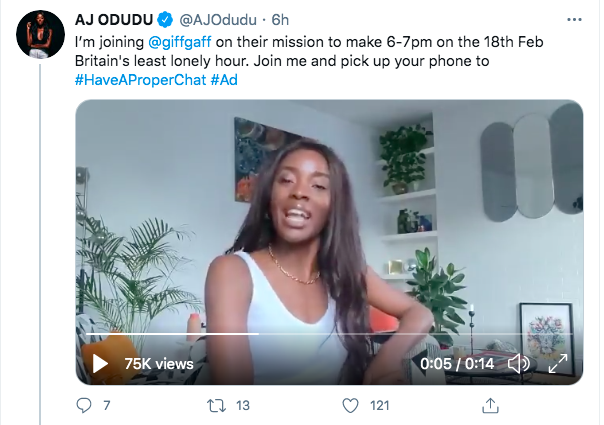 AJ ODUDU @AJOdudu · 6h
I'm joining @giffgaff on their mission to make 6-7pm on the 18th Feb
Britain's least lonely hour. Join me and pick up your phone to
#HaveAProperChat #Ad
75K views
0:05 / 0:14
7
13
121